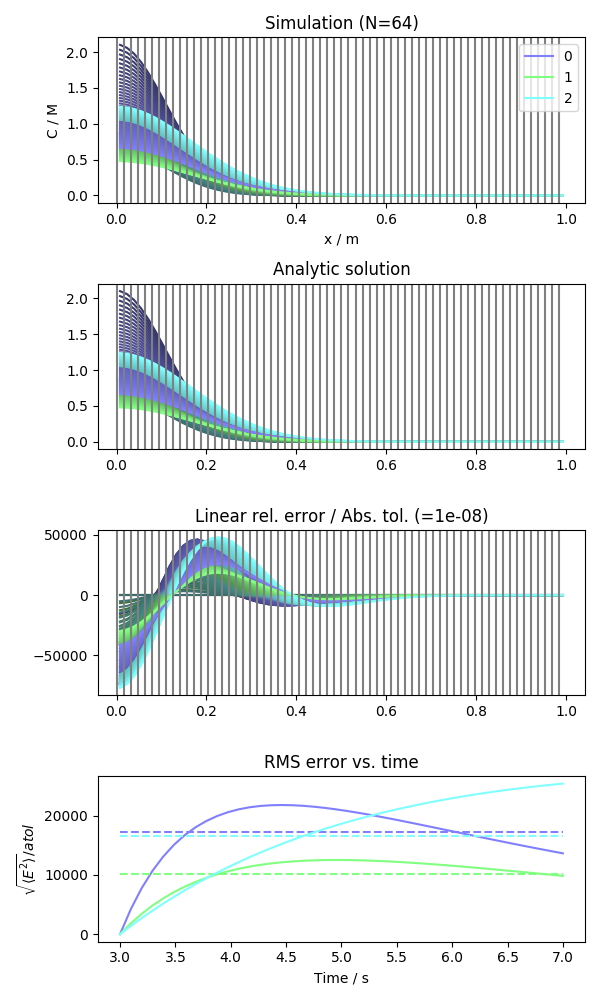 Simulation (N=64)
C / M
2.0
1.5
1.0
0.5
0.0
0
1
2
0.0 0.2 0.4 0.6 0.8 1.0
x / m
Analytic solution
2.0
1.5
1.0
0.5
0.0
0.0 0.2 0.4 0.6 0.8 1.0
Linear rel. error / Abs. tol. (=1e-08)
50000
0
−50000
0.0 0.2 0.4 0.6 0.8 1.0
RMS error vs. time
√⟨E²⟩/atol
20000
10000
0
3.0 3.5 4.0 4.5 5.0 5.5 6.0 6.5 7.0
Time / s